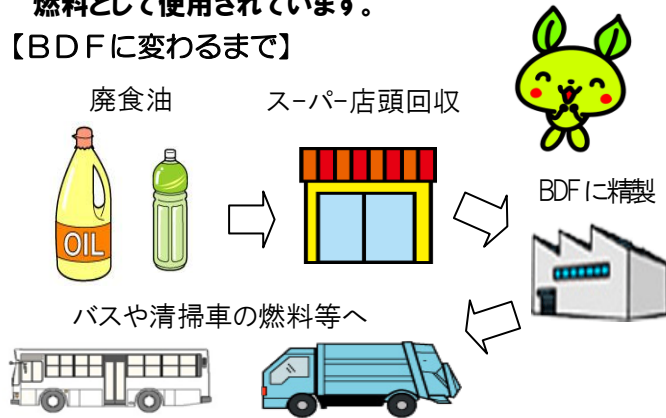 燃料として使用されています。
【BDFに変わるまで】
廃食油
スーパー店頭回収
BDFに精製
OIL
バスや清掃車の燃料等へ